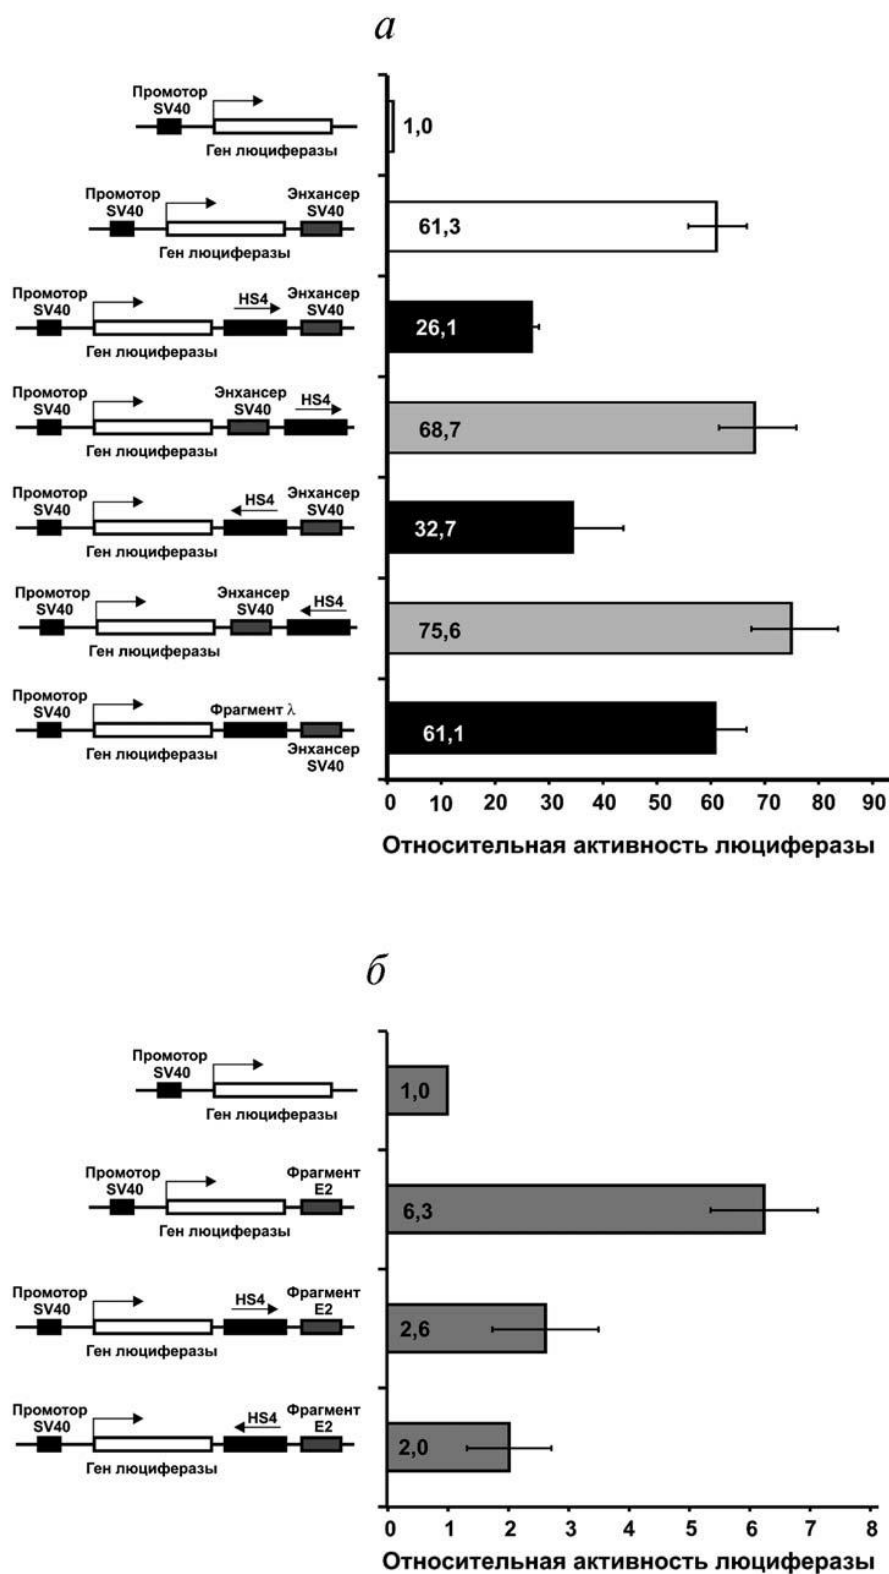 а
Промотор
SV40
Ген люциферазы
1,0
Промотор
SV40
Энхансер
SV40
Ген люциферазы
61,3
Промотор
SV40
HS4
Энхансер
SV40
Ген люциферазы
26,1
Промотор
SV40
Энхансер
SV40
HS4
Ген люциферазы
68,7
Промотор
SV40
HS4
Энхансер
SV40
Ген люциферазы
32,7
Промотор
SV40
Энхансер
SV40
HS4
Ген люциферазы
75,6
Промотор
SV40
Фрагмент λ
Ген люциферазы
Энхансер
SV40
61,1
0 10 20 30 40 50 60 70 80 90
Относительная активность люциферазы
б
Промотор
SV40
Ген люциферазы
1,0
Промотор
SV40
Фрагмент
E2
Ген люциферазы
6,3
Промотор
SV40
HS4
Фрагмент
E2
Ген люциферазы
2,6
Промотор
SV40
HS4
Фрагмент
E2
Ген люциферазы
2,0
0 1 2 3 4 5 6 7 8
Относительная активность люциферазы